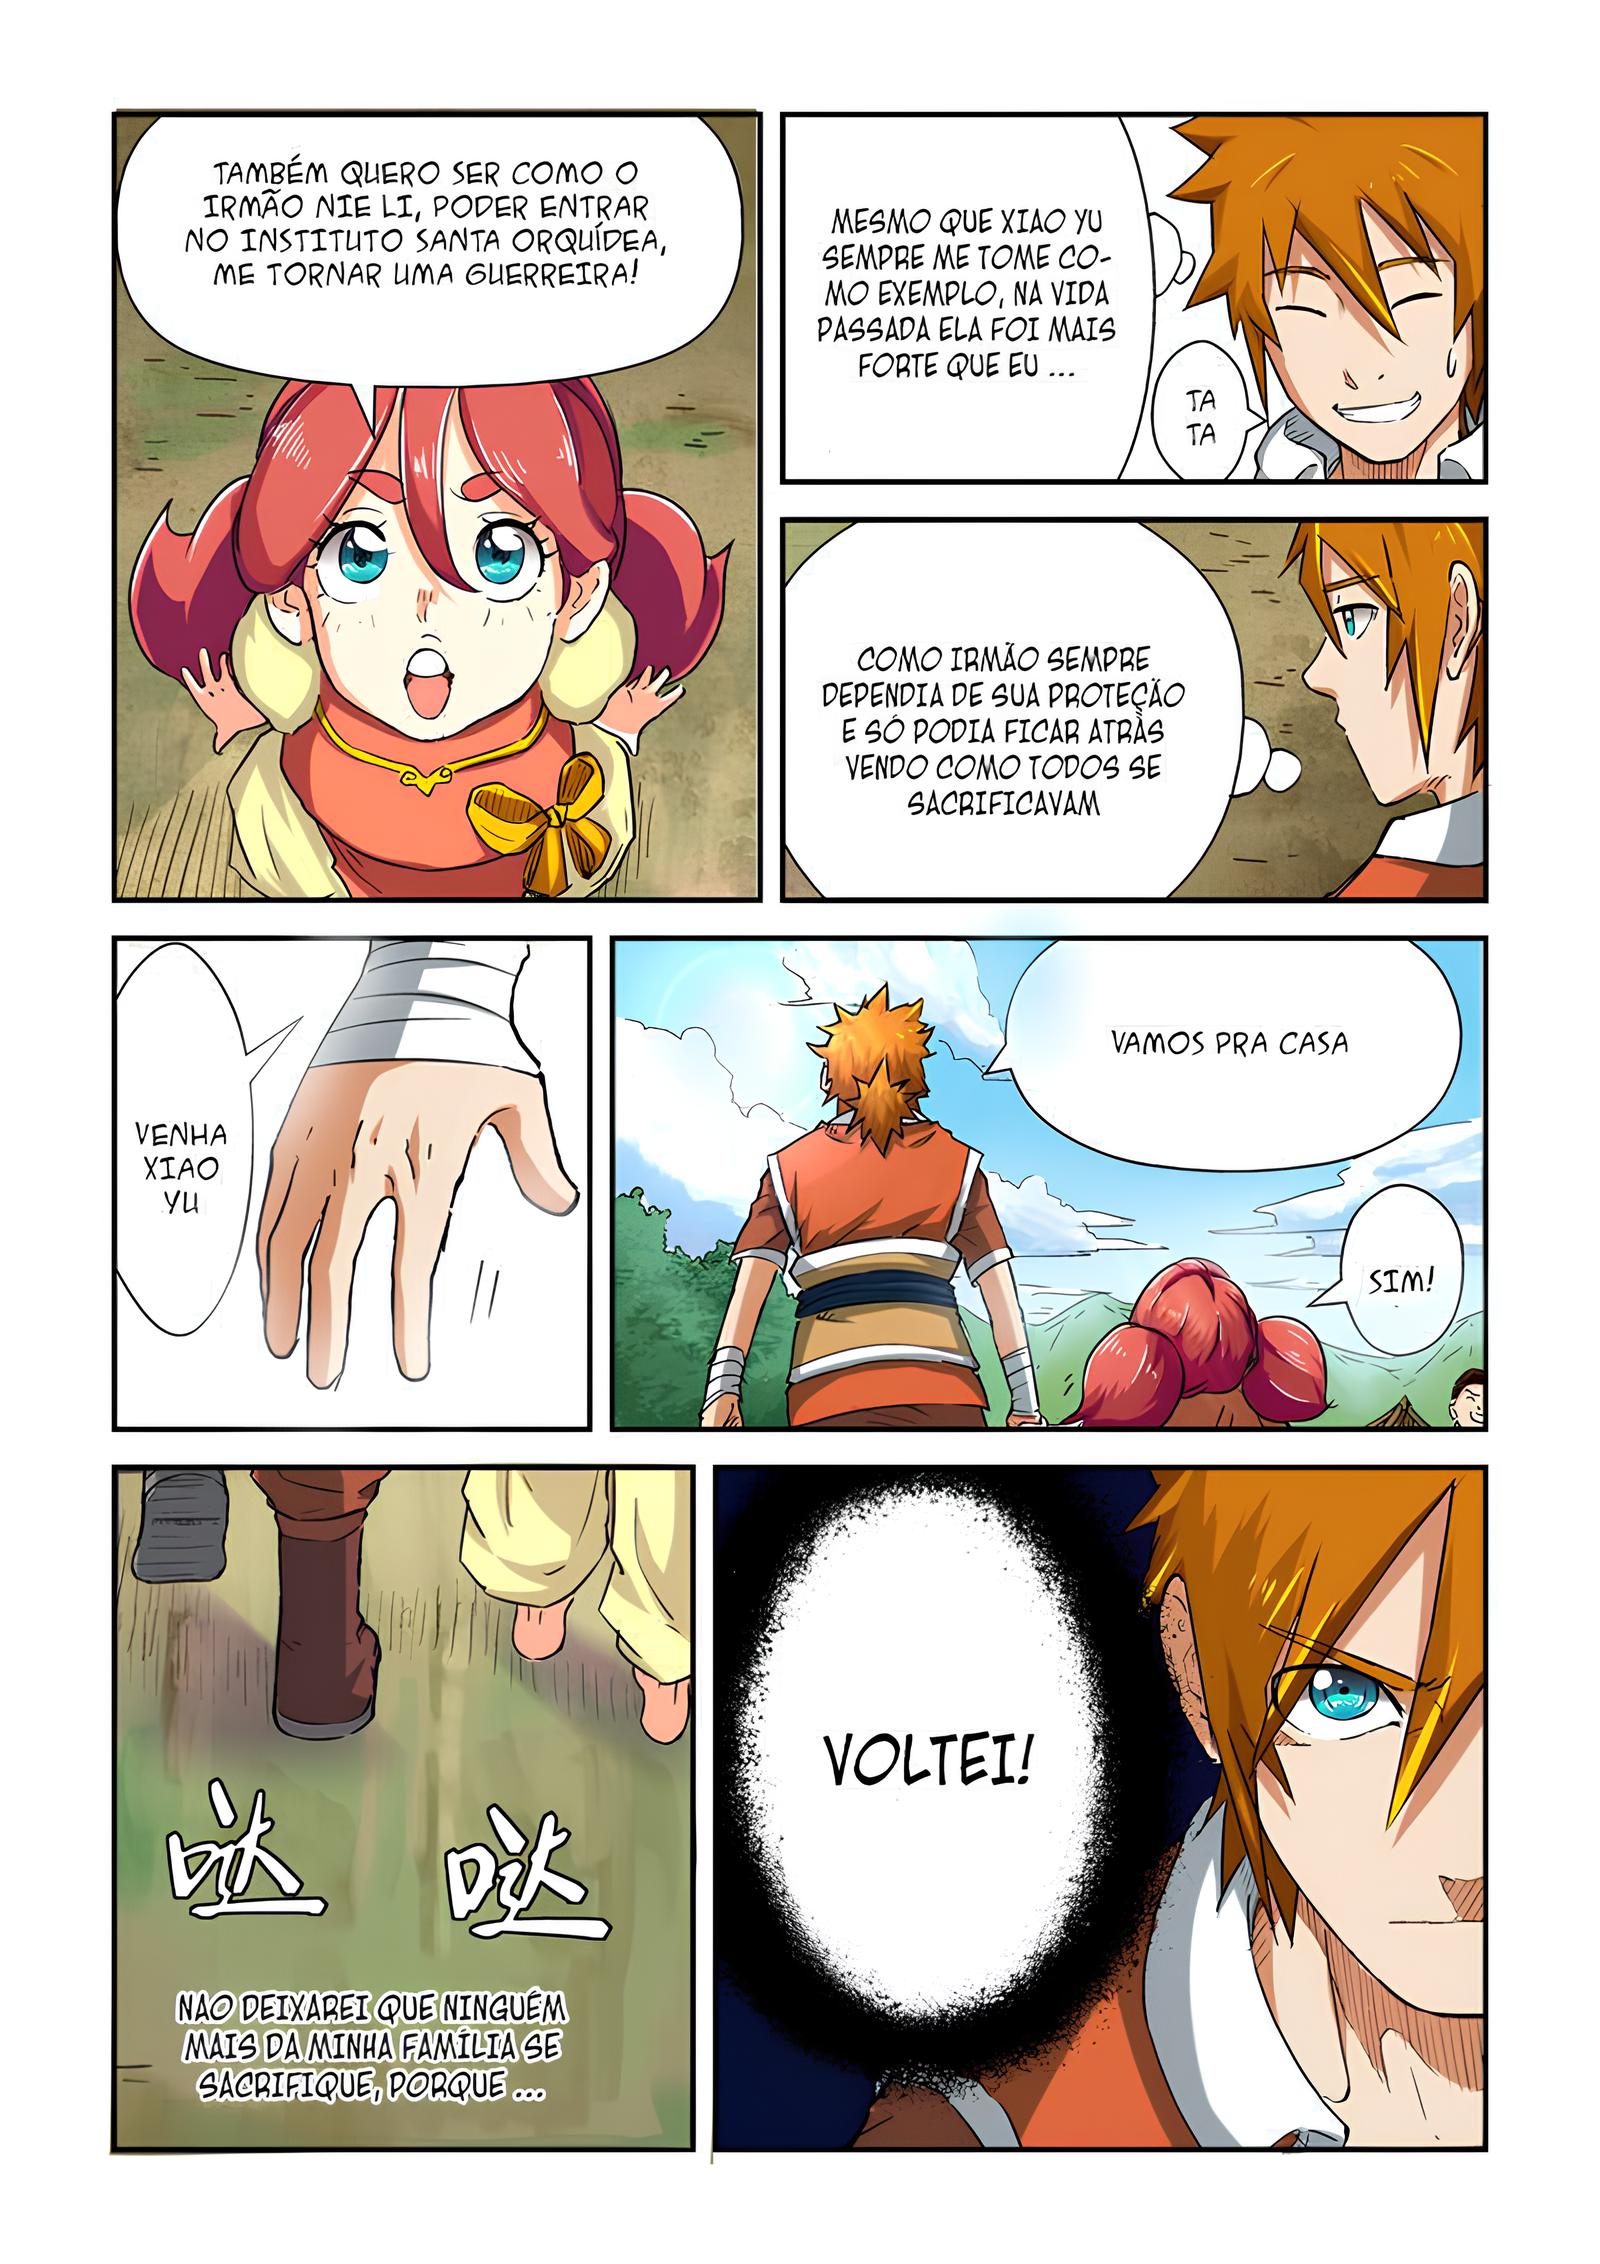 TAMBÉM QUERO SER COMO O
IRMÃO NIE LI, PODER ENTRAR
NO INSTITUTO SANTA ORQUÍDEA,
ME TORNAR UMA GUERREIRA!
MESMO QUE XIAO YU
SEMPRE ME TOME CO-
MO EXEMPLO, NA VIDA
PASSADA ELA FOI MAIS
FORTE QUE EU ...
TA
TA
COMO IRMÃO SEMPRE
DEPENDIA DE SUA PROTEÇÃO
E SÓ PODIA FICAR ATRÀS
VENDO COMO TODOS SE
SACRIFICAVAM
VENHA
XIAO
YU
VAMOS PRA CASA
SIM!
哒 哒
NAO DEIXAREI QUE NINGUÉM
MAIS DA MINHA FAMÍLIA SE
SACRIFIQUE, PORQUE ...
VOLTEI!